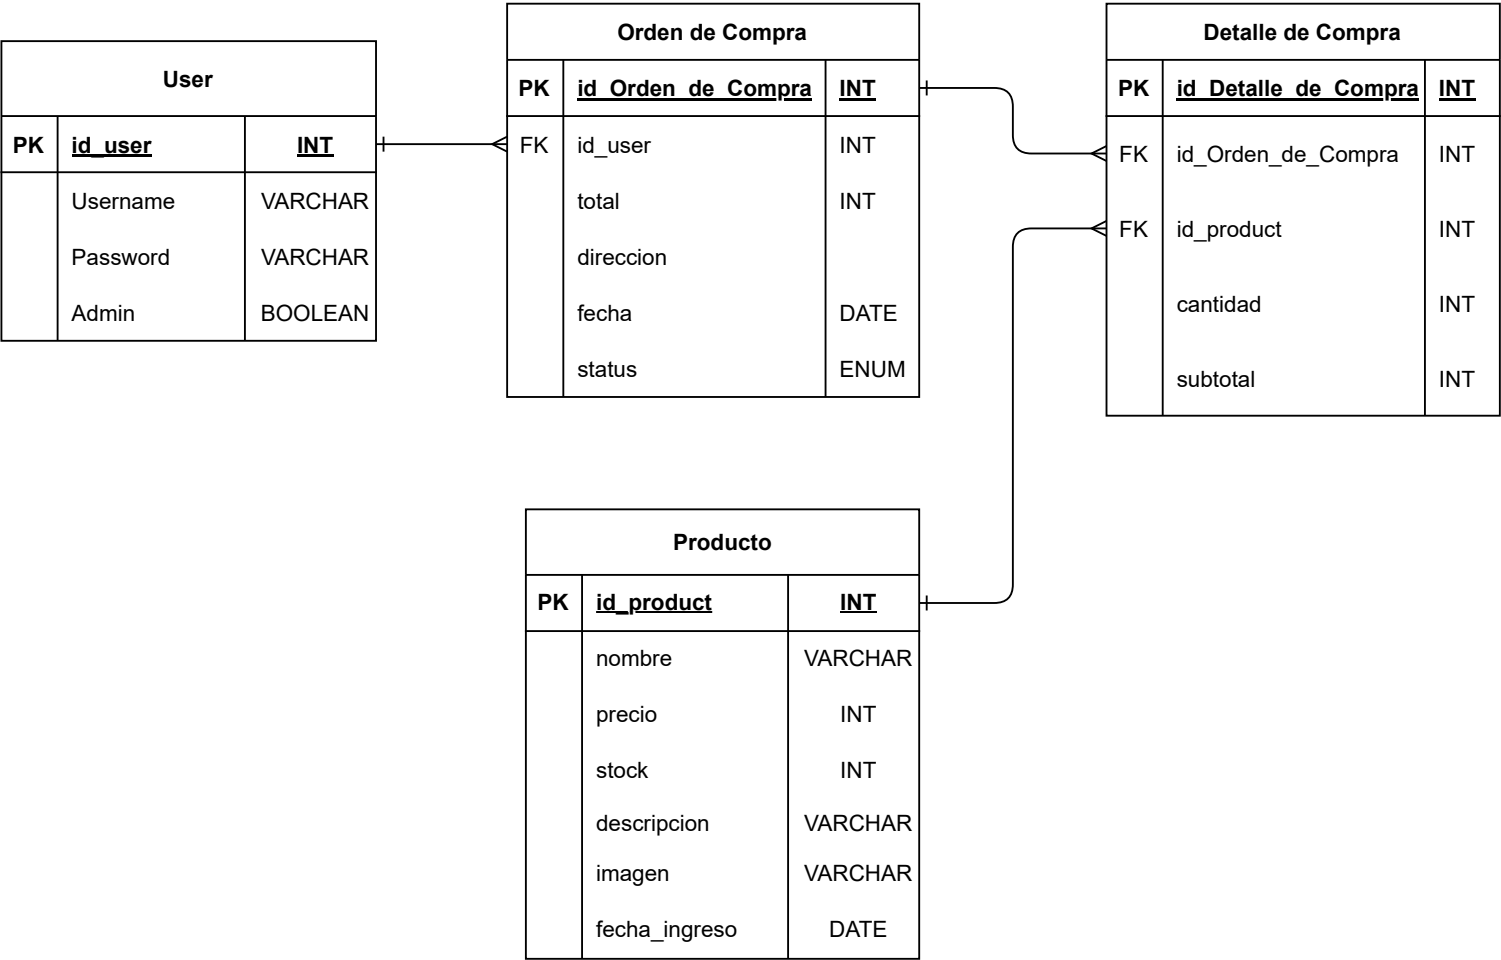 User
PK id_user INT
Username VARCHAR
Password VARCHAR
Admin BOOLEAN
Orden de Compra
PK id_Orden_de_Compra INT
FK id_user INT
total INT
direccion
fecha DATE
status ENUM
Detalle de Compra
PK id_Detalle_de_Compra INT
FK id_Orden_de_Compra INT
FK id_product INT
cantidad INT
subtotal INT
Producto
PK id_product INT
nombre VARCHAR
precio INT
stock INT
descripcion VARCHAR
imagen VARCHAR
fecha_ingreso DATE